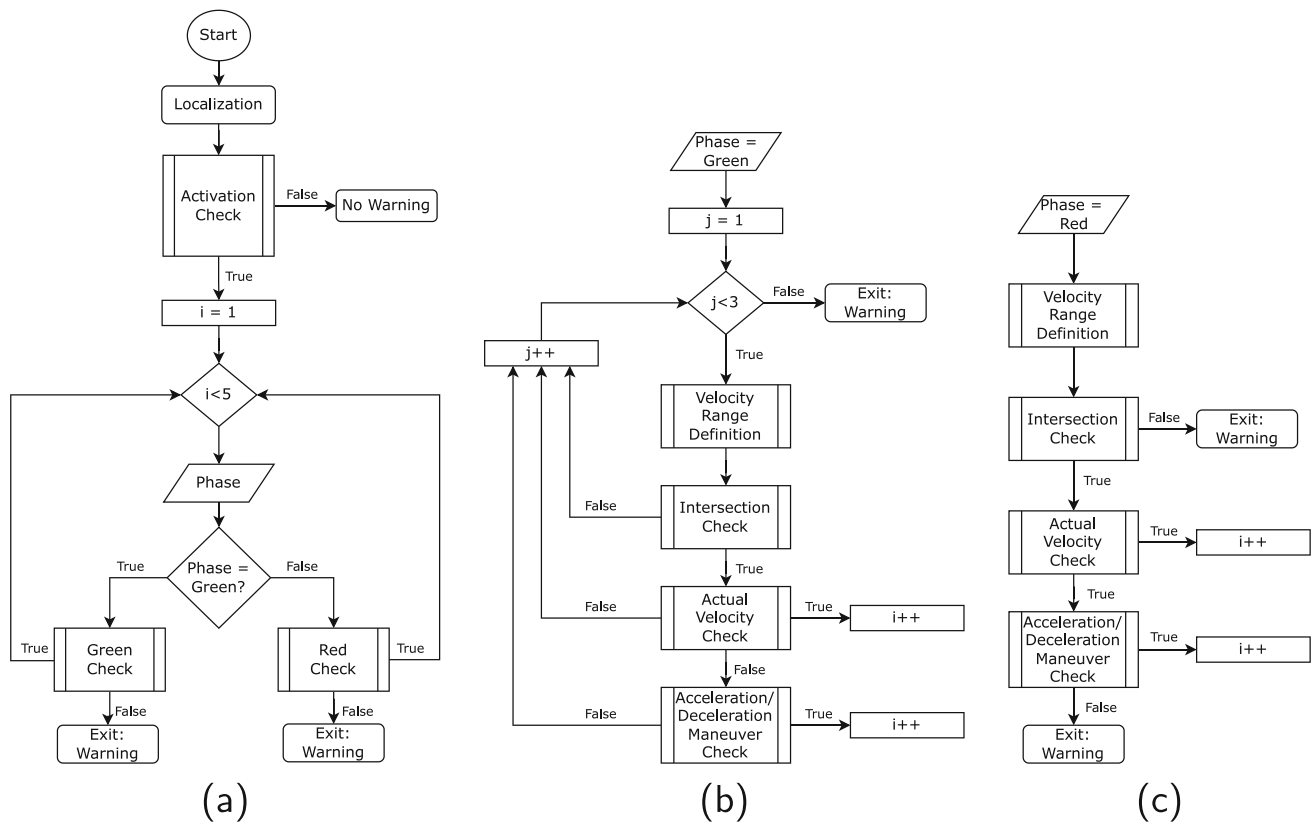 Start
Localization
Activation
Check
False
No Warning
True
i = 1
i<5
Phase
Phase =
Green?
True
False
True
Green
Check
Red
Check
True
False
False
Exit:
Warning
Exit:
Warning
(a)
Phase =
Green
j = 1
j<3
False
Exit:
Warning
j++
True
Velocity
Range
Definition
False
Intersection
Check
True
False
Actual
Velocity
Check
True
i++
False
False
Acceleration/
Deceleration
Maneuver
Check
True
i++
(b)
Phase =
Red
Velocity
Range
Definition
Intersection
Check
False
Exit:
Warning
True
Actual
Velocity
Check
True
i++
True
Acceleration/
Deceleration
Maneuver
Check
True
i++
False
Exit:
Warning
(c)